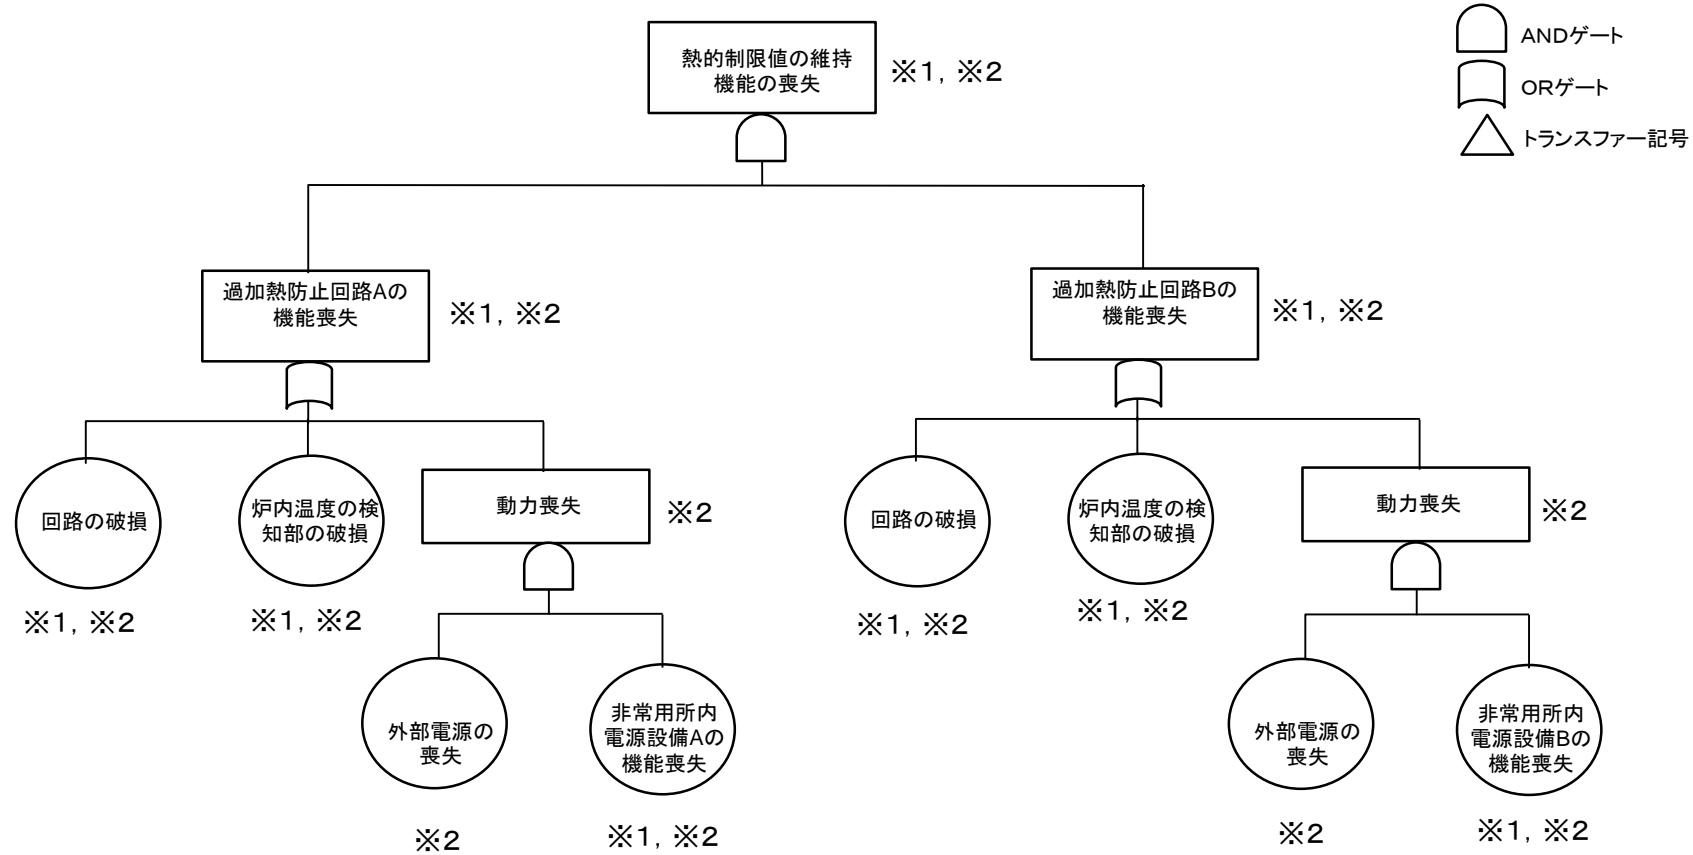 熱的制限値の維持
機能の喪失
※1, ※2
ANDゲート
ORゲート
トランスファー記号
過加熱防止回路Aの
機能喪失
※1, ※2
過加熱防止回路Bの
機能喪失
※1, ※2
回路の破損
※1, ※2
炉内温度の検
知部の破損
※1, ※2
動力喪失
※2
外部電源の
喪失
※2
非常用所内
電源設備Aの
機能喪失
※1, ※2
回路の破損
※1, ※2
炉内温度の検
知部の破損
※1, ※2
動力喪失
※2
外部電源の
喪失
※2
非常用所内
電源設備Bの
機能喪失
※1, ※2